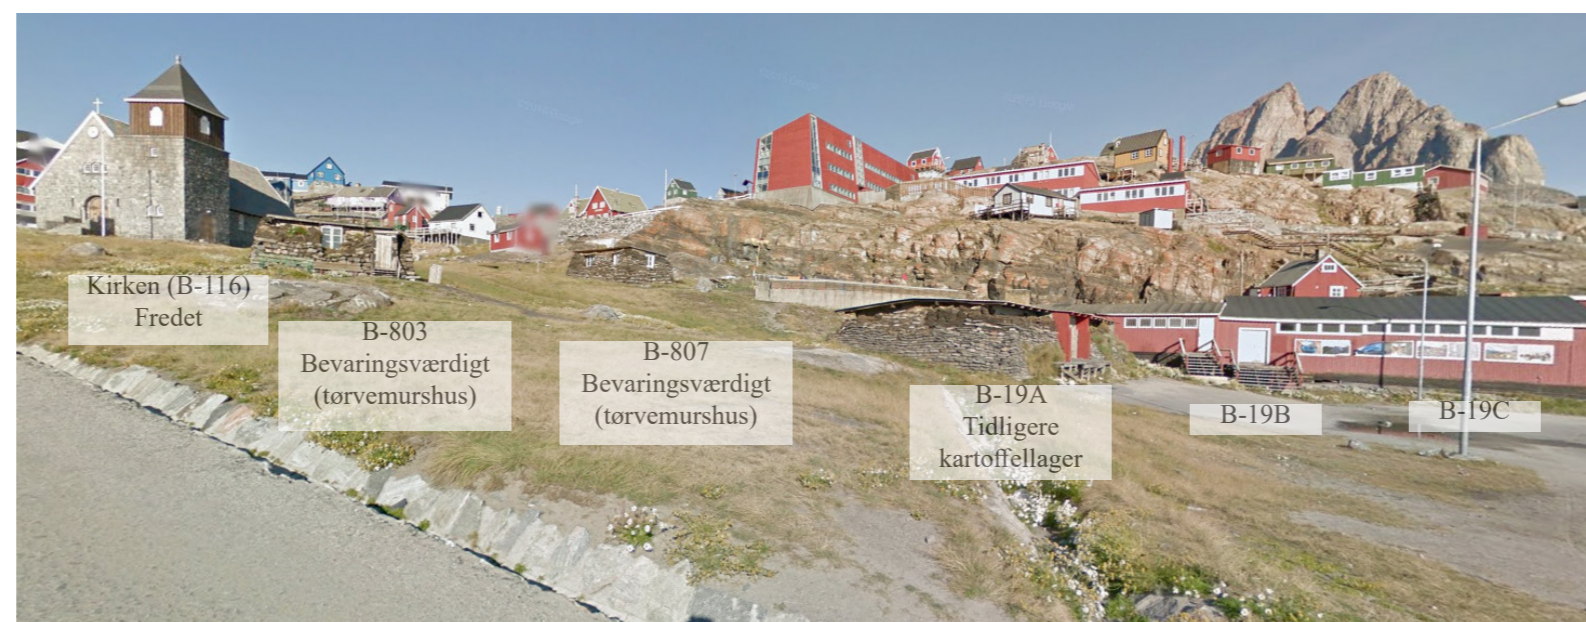 Kirken (B-116)
Fredet
B-803
Bevaringsværdigt
(tørvemurshus)
B-807
Bevaringsværdigt
(tørvemurshus)
B-19A
Tidligere
kartoffellager
B-19B
B-19C